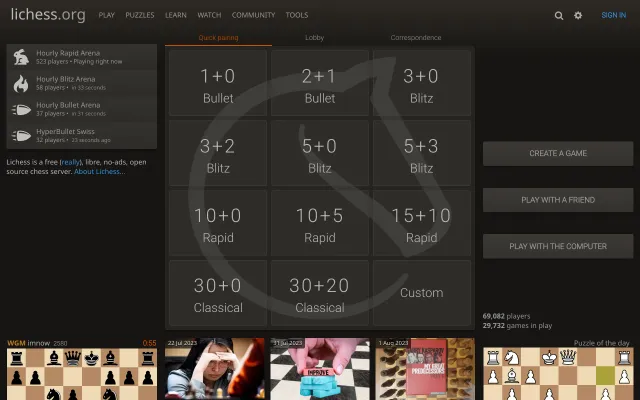 lichess.org PLAY PUZZLES LEARN WATCH COMMUNITY TOOLS SIGN IN
Quick pairing Lobby Correspondence
Hourly Rapid Arena
523 players • Playing right now
Hourly Blitz Arena
58 players • in 33 seconds
Hourly Bullet Arena
37 players • in 31 seconds
HyperBullet Swiss
32 players • 23 seconds ago
Lichess is a free (really), libre, no-ads, open
source chess server. About Lichess...
1+0
Bullet
2+1
Bullet
3+0
Blitz
3+2
Blitz
5+0
Blitz
5+3
Blitz
10+0
Rapid
10+5
Rapid
15+10
Rapid
30+0
Classical
30+20
Classical
Custom
CREATE A GAME
PLAY WITH A FRIEND
PLAY WITH THE COMPUTER
69,082 players
29,732 games in play
WGM imnow 2580 0:55
22 Jul 2023
31 Jul 2023
IMPROVE
1 Aug 2023
MY GREAT
PREDECESSORS
Puzzle of the day